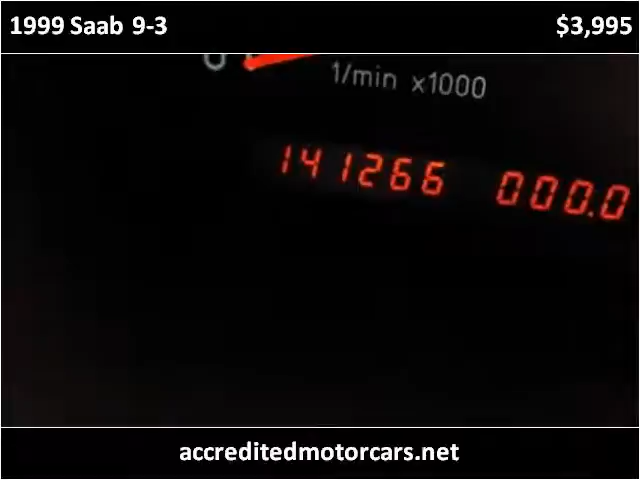 1999 Saab 9-3
$3,995
1/min x1000
141266 000.0
accreditedmotorcars.net